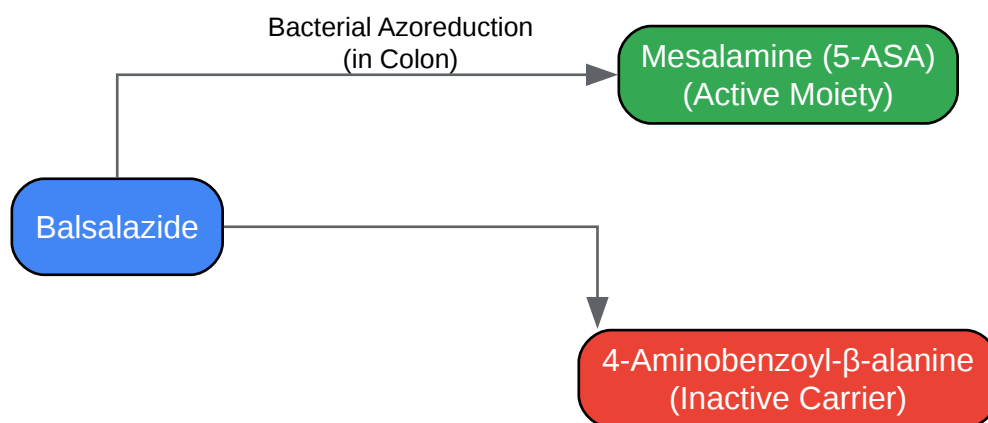 Bacterial Azoreduction
(in Colon)
Mesalamine (5-ASA)
(Active Moiety)
Balsalazide
4-Aminobenzoyl-β-alanine
(Inactive Carrier)